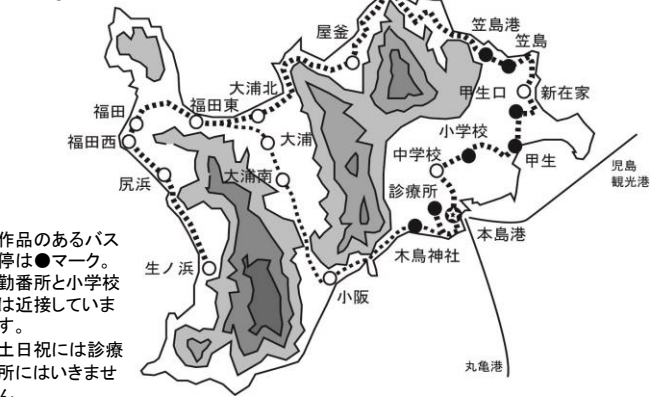 屋釜
笠島港
笠島
大浦北
甲生口
新在家
福田
福田東
小学校
福田西
大浦
中学校
甲生
児島
観光港
尻浜
大浦南
診療所
本島港
作品のあるバス
停は●マーク。
勤番所と小学校
は近接していま
す。
土日祝には診療
所にはいきませ
ん。
木鳥神社
生ノ浜
小阪
丸亀港